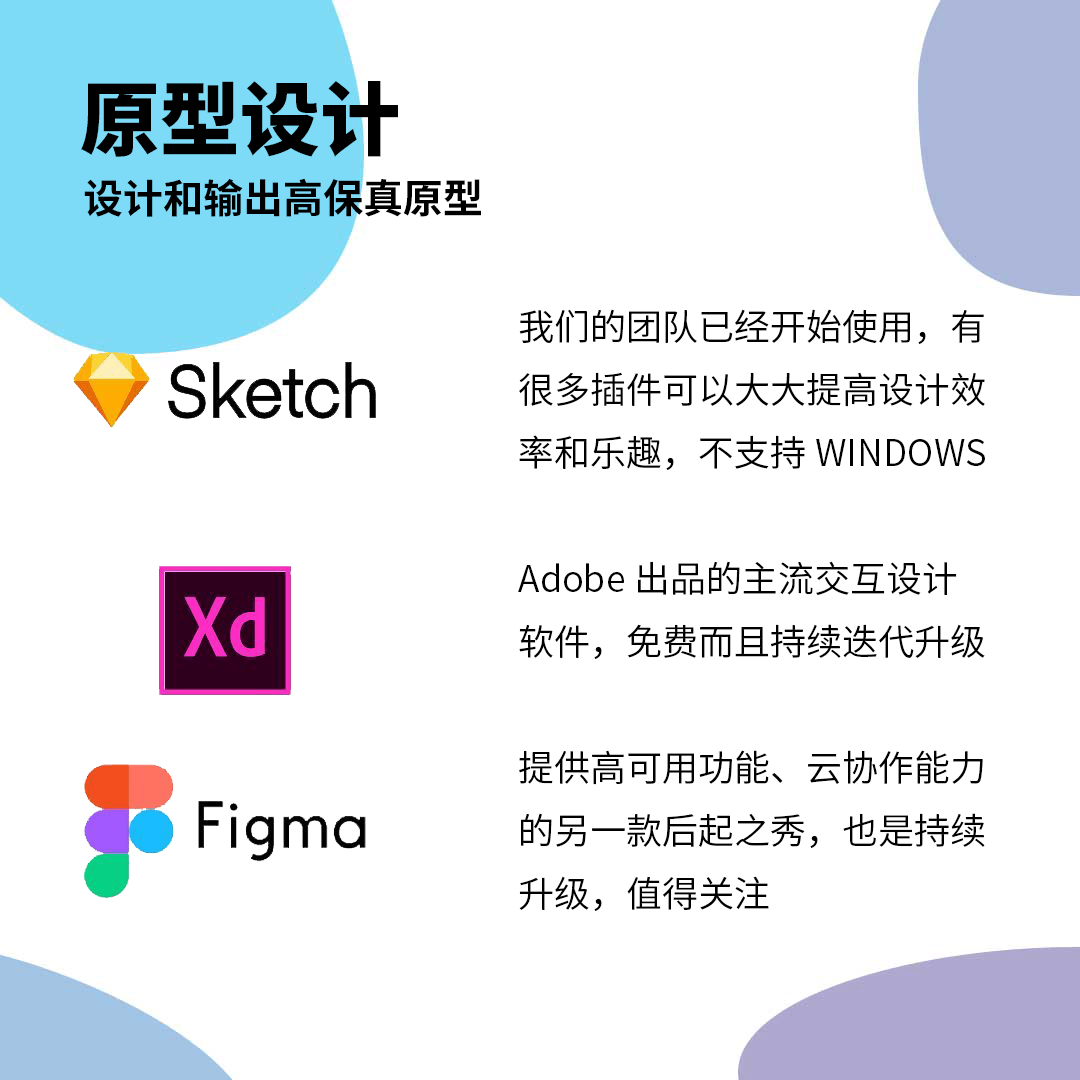 原型设计
设计和输出高保真原型
Sketch
我们的团队已经开始使用，有
很多插件可以大大提高设计效
率和乐趣，不支持 WINDOWS
Xd
Adobe 出品的主流交互设计
软件，免费而且持续迭代升级
Figma
提供高可用功能、云协作能力
的另一款后起之秀，也是持续
升级，值得关注